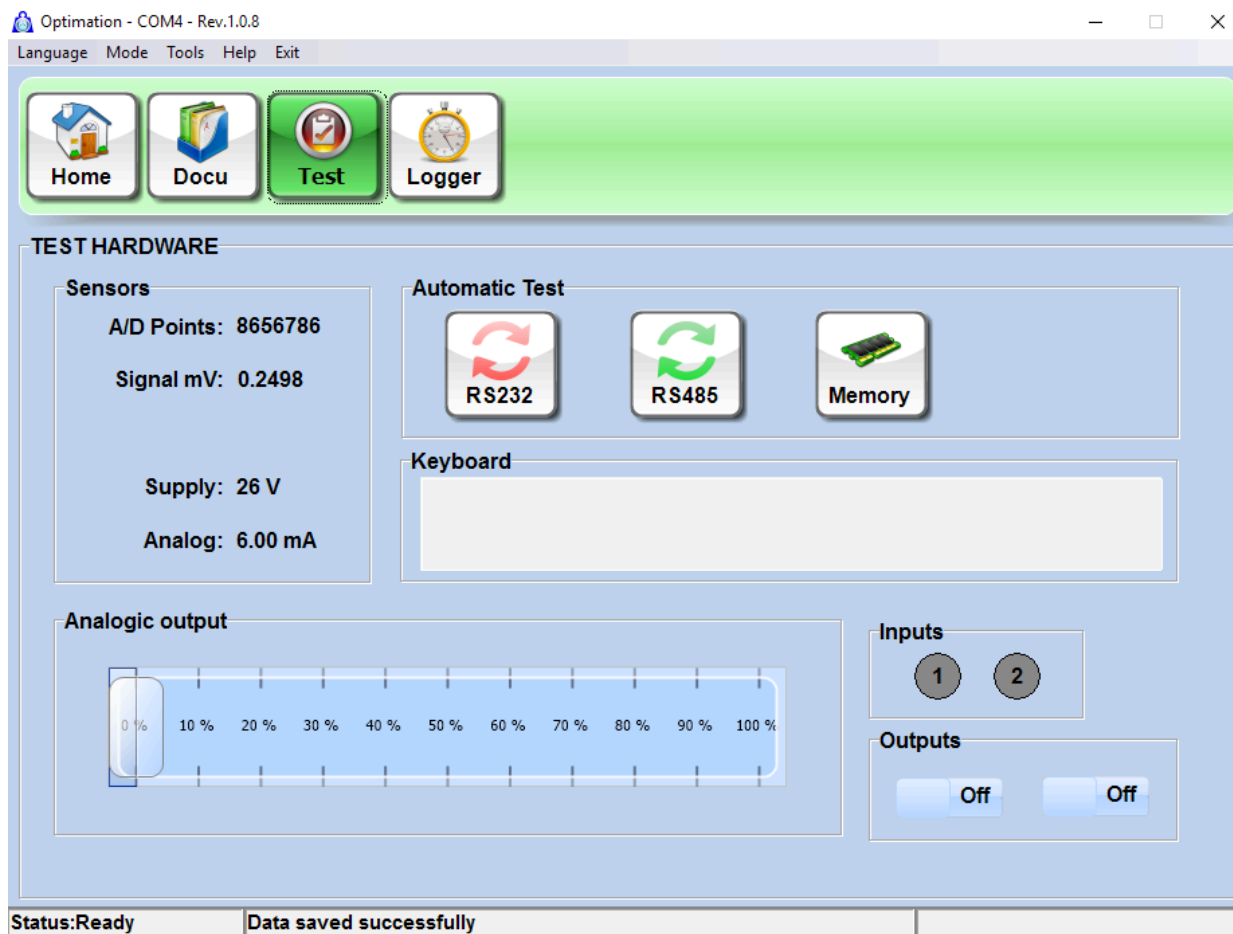 Optimation - COM4 - Rev.1.0.8
Language Mode Tools Help Exit
Home Docu Test Logger
TEST HARDWARE
Sensors
A/D Points: 8656786
Signal mV: 0.2498
Supply: 26 V
Analog: 6.00 mA
Automatic Test
RS232 RS485 Memory
Keyboard
Analogic output
0 % 10 % 20 % 30 % 40 % 50 % 60 % 70 % 80 % 90 % 100 %
Inputs
1 2
Outputs
Off Off
Status:Ready Data saved successfully